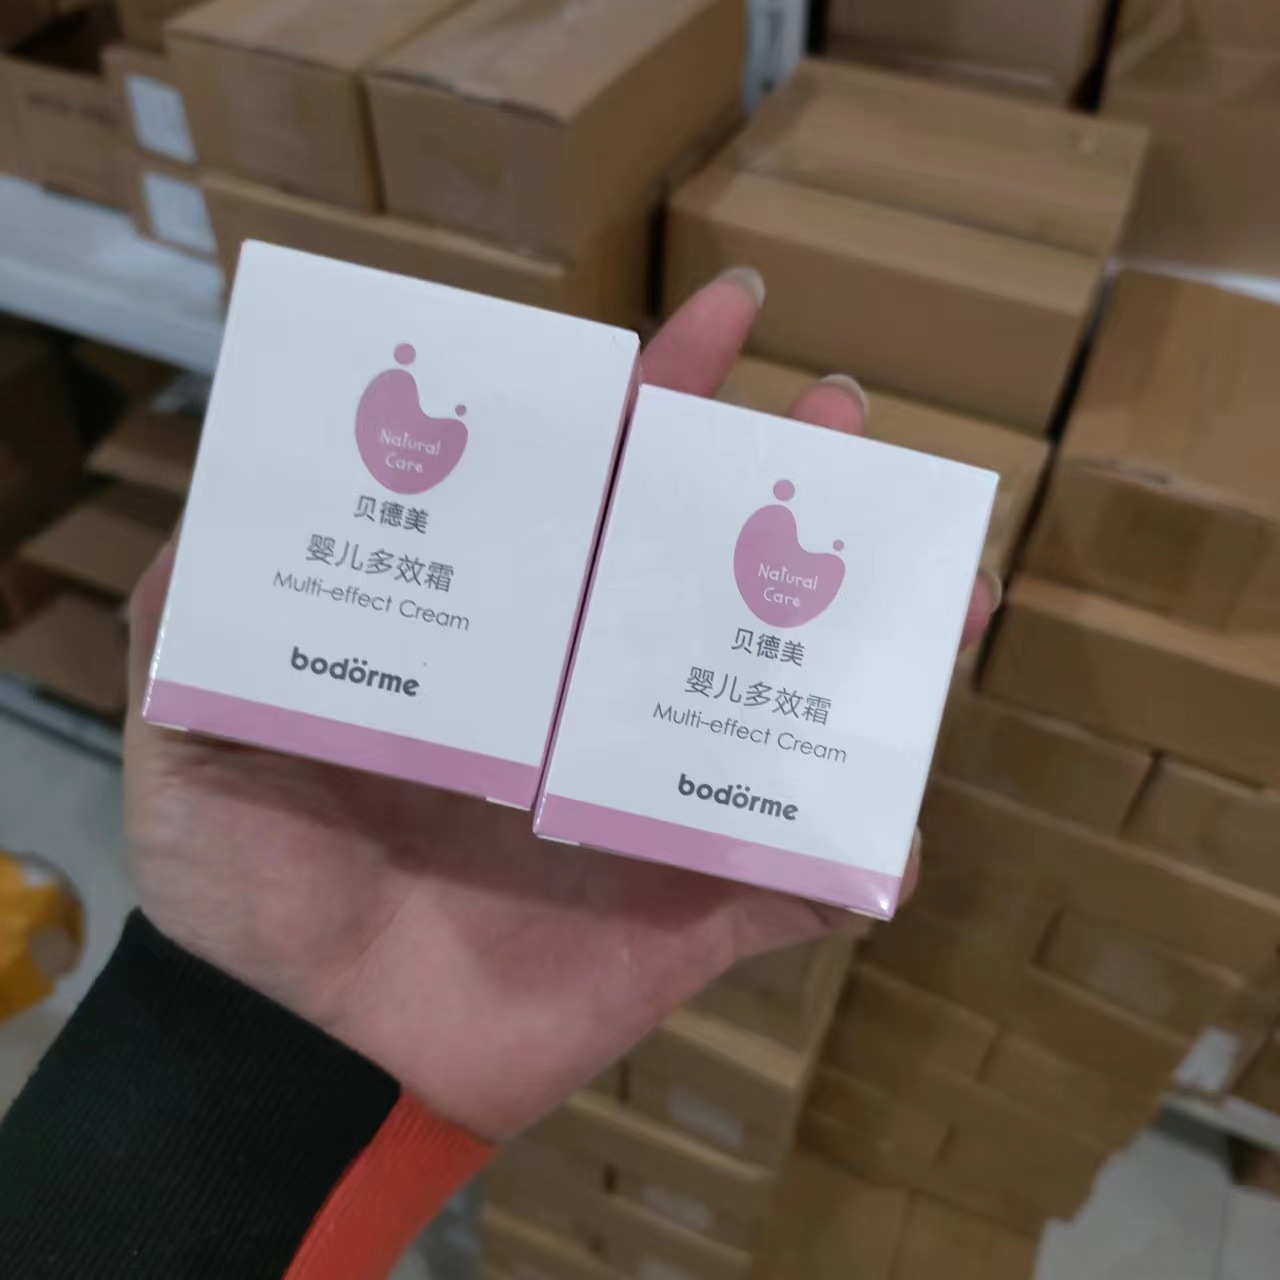 Natural
Care
贝德美
婴儿多效霜
Multi-effect Cream
bodörme
Natural
Care
贝德美
婴儿多效霜
Multi-effect Cream
bodörme